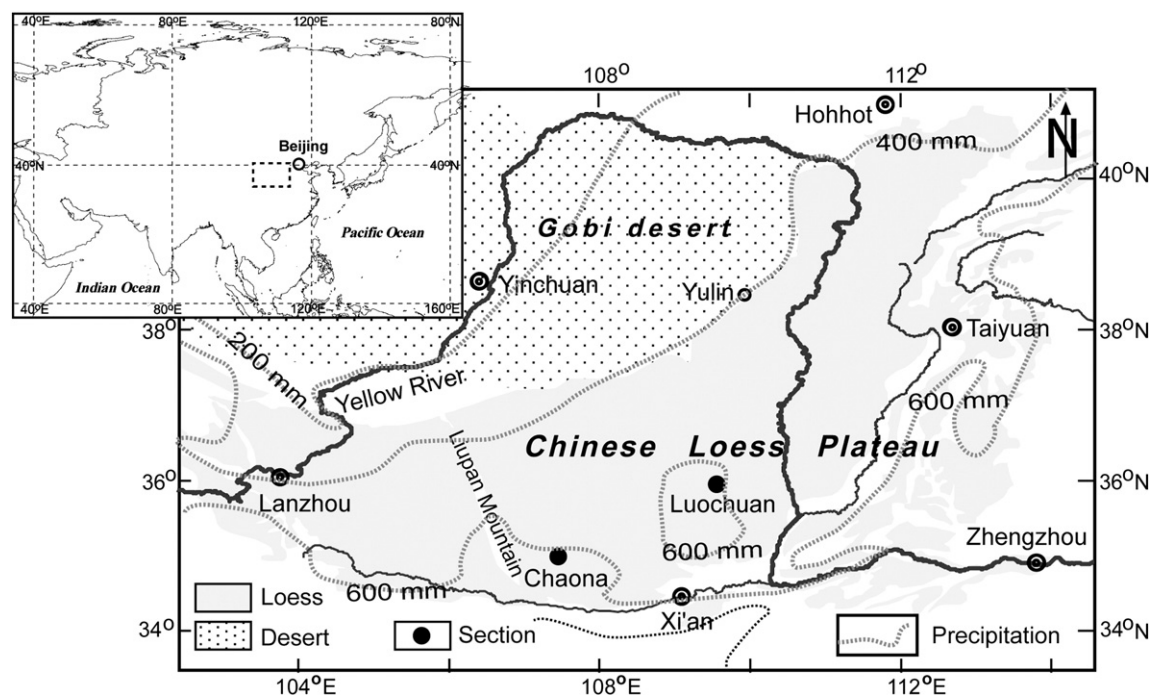 40°E
80°E
120°E
80°N
Beijing
40°N
40°N
Pacific Ocean
Indian Ocean
40°E
80°E
120°E
160°E
108°
112°
Hohhot
400 mm
N
40°N
Gobi desert
Yinchuan
Yulin
38°
Taiyuan
38°N
200 mm
Yellow River
600 mm
Liupan Mountain
Chinese Loess Plateau
36°
Lanzhou
Luochuan
36°N
Zhengzhou
600 mm
Chaona
600 mm
Loess
Xi'an
Desert
Section
Precipitation
34°
34°N
104°E
108°E
112°E